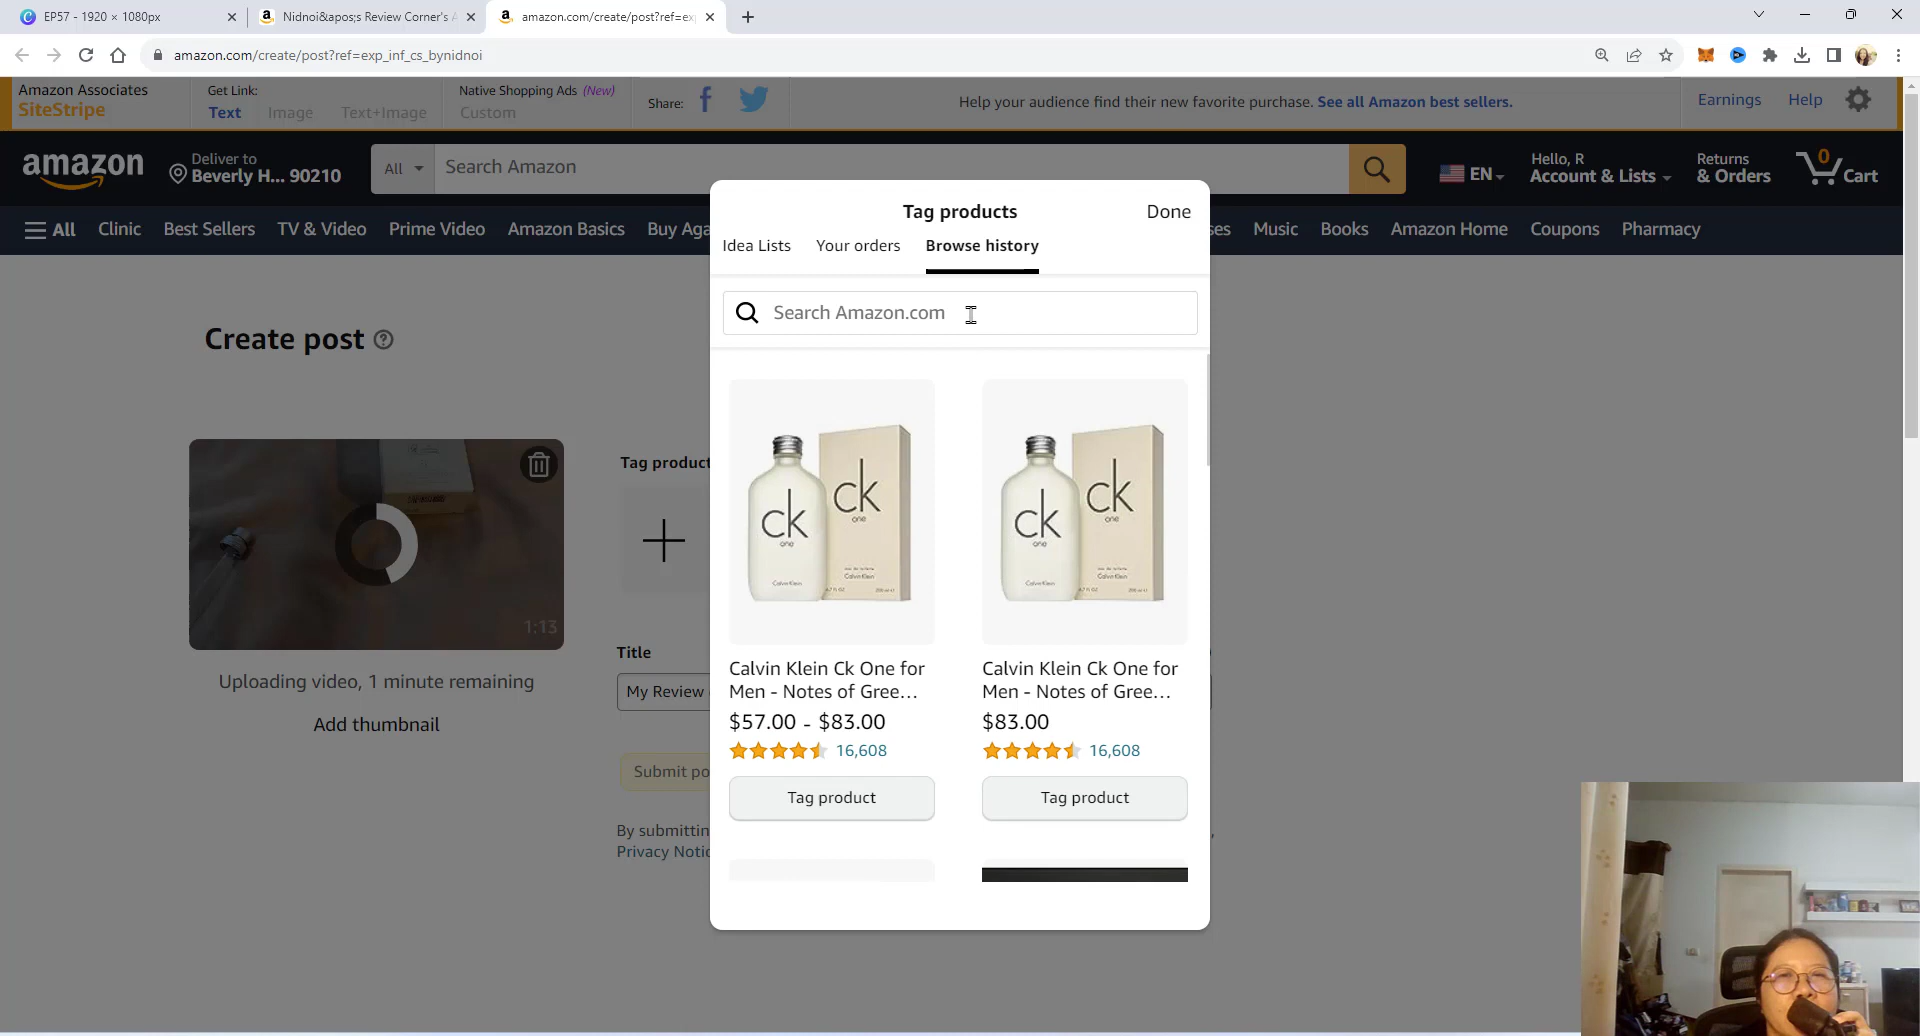 EP57 - 1920 × 1080px
Nidnoi&apos;s Review Corner's A
amazon.com/create/post?ref=ex
amazon.com/create/post?ref=exp_inf_cs_bynidnoi
Amazon Associates
SiteStripe
Get Link:
Text Image Text+Image
Native Shopping Ads (New)
Custom
Share:
Help your audience find their new favorite purchase. See all Amazon best sellers.
Earnings Help
amazon
Deliver to
Beverly H... 90210
All
Search Amazon
EN
Hello, R
Account & Lists
Returns
& Orders
0
Cart
All Clinic Best Sellers TV & Video Prime Video Amazon Basics Buy Aga
ses Music Books Amazon Home Coupons Pharmacy
Tag products
Done
Idea Lists Your orders Browse history
Search Amazon.com
Create post
Tag product
1:13
Uploading video, 1 minute remaining
Add thumbnail
Title
My Review
Submit po
By submittin
Privacy Notic
ck
one
Calvin Klein
ck
one
Calvin Klein
ck
one
Calvin Klein
ck
one
Calvin Klein
Calvin Klein Ck One for
Men - Notes of Gree...
$57.00 - $83.00
16,608
Tag product
Calvin Klein Ck One for
Men - Notes of Gree...
$83.00
16,608
Tag product